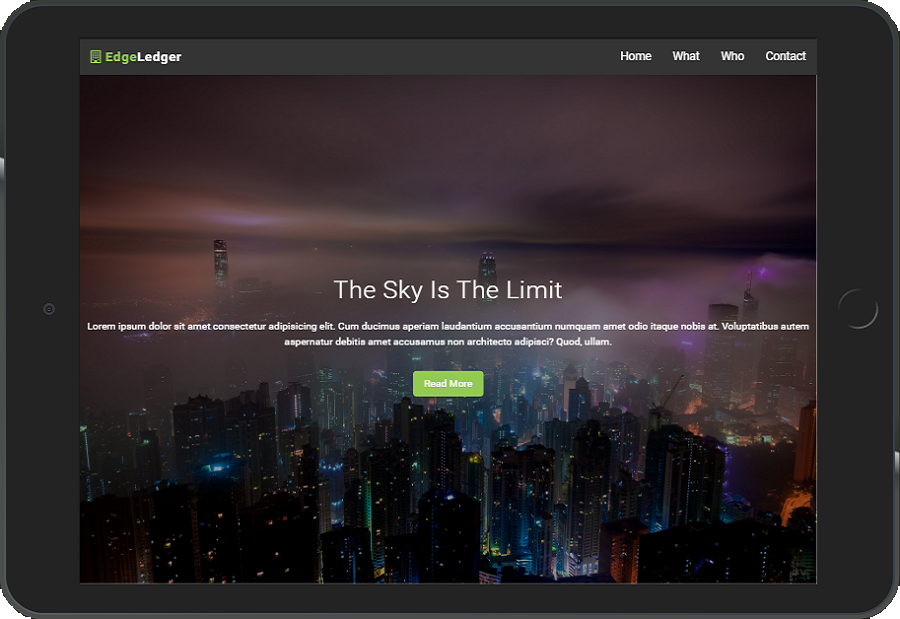 EdgeLedger
Home What Who Contact
The Sky Is The Limit
Lorem ipsum dolor sit amet consectetur adipisicing elit. Cum ducimus aperiam laudantium accusantium numquam amet odio itaque nobis at. Voluptatibus autem
aspernatur debitis amet accusamus non architecto adipisci? Quod, ullam.
Read More